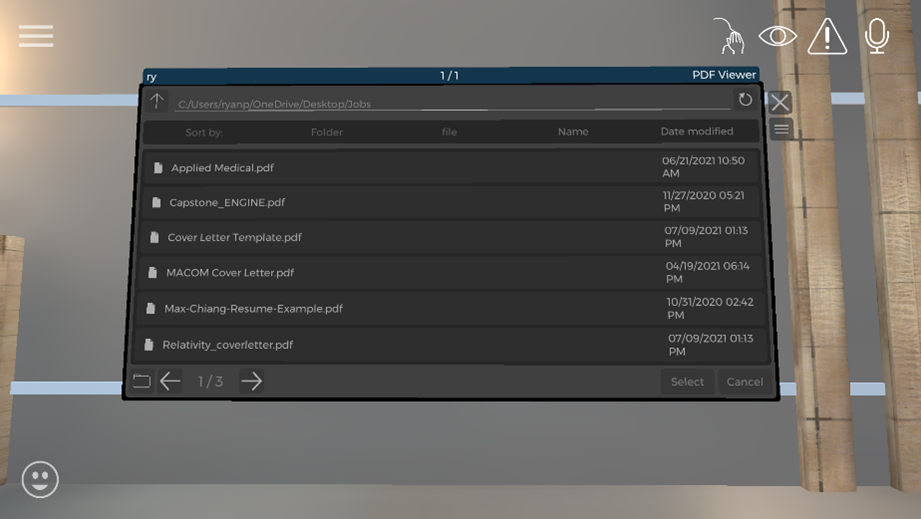 ry 1 / 1 PDF Viewer
C:/Users/ryanp/OneDrive/Desktop/Jobs
Sort by: Folder file Name Date modified
Applied Medical.pdf 06/21/2021 10:50
AM
Capstone_ENGINE.pdf 11/27/2020 05:21
PM
Cover Letter Template.pdf 07/09/2021 01:13
PM
MACOM Cover Letter.pdf 04/19/2021 06:14
PM
Max-Chiang-Resume-Example.pdf 10/31/2020 02:42
PM
Relativity_coverletter.pdf 07/09/2021 01:13
PM
1 / 3 Select Cancel